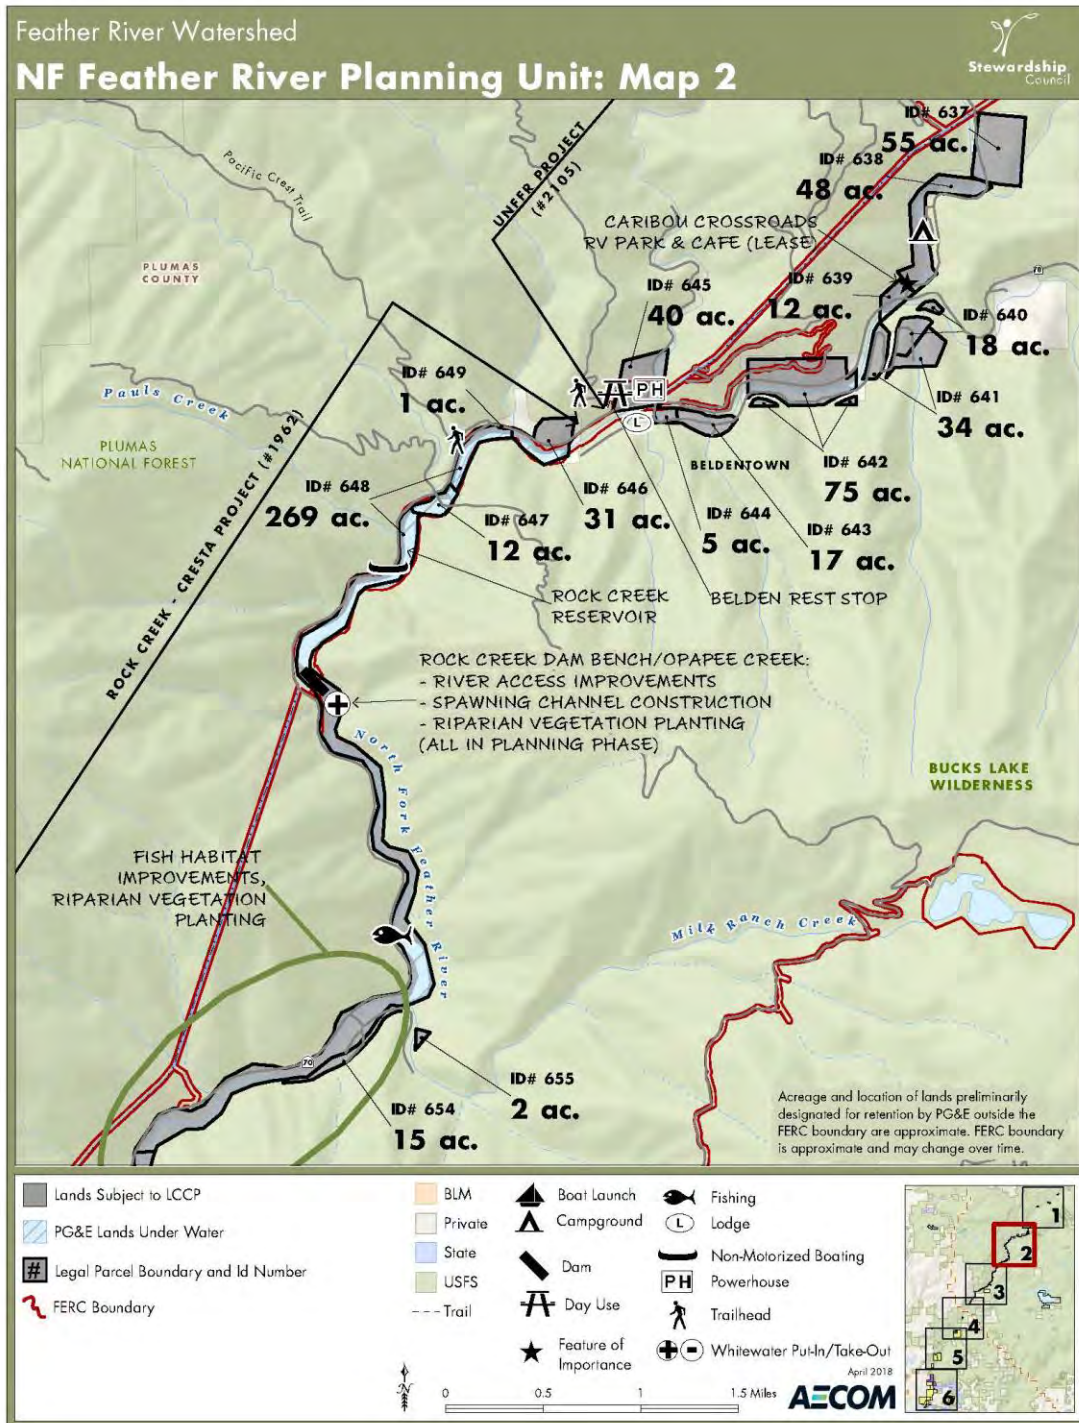 Feather River Watershed
NF Feather River Planning Unit: Map 2
Stewardship
Council
ID# 637
55 ac.
ID# 638
48 ac.
Pacific Crest Trail
UNFFR PROJECT
(#2105)
CARIBOU CROSSROADS
RV PARK & CAFE (LEASE)
PLUMAS
COUNTY
70
ID# 639
12 ac.
ID# 645
40 ac.
ID# 640
18 ac.
ID# 649
1 ac.
PH
L
Pauls Creek
ID# 641
34 ac.
PLUMAS
NATIONAL FOREST
BELDENTOWN
ID# 642
75 ac.
ROCK CREEK - CRESTA PROJECT (#1962)
ID# 648
269 ac.
ID# 646
31 ac.
ID# 647
12 ac.
ID# 644
5 ac.
ID# 643
17 ac.
ROCK CREEK
RESERVOIR
BELDEN REST STOP
ROCK CREEK DAM BENCH/OPAPEE CREEK:
- RIVER ACCESS IMPROVEMENTS
- SPAWNING CHANNEL CONSTRUCTION
- RIPARIAN VEGETATION PLANTING
(ALL IN PLANNING PHASE)
North Fork Feather River
BUCKS LAKE
WILDERNESS
FISH HABITAT
IMPROVEMENTS,
RIPARIAN VEGETATION
PLANTING
Milk Ranch Creek
70
ID# 655
2 ac.
ID# 654
15 ac.
Acreage and location of lands preliminarily
designated for retention by PG&E outside the
FERC boundary are approximate. FERC boundary
is approximate and may change over time.
Lands Subject to LCCP
PG&E Lands Under Water
# Legal Parcel Boundary and Id Number
FERC Boundary
BLM
Private
State
USFS
Trail
Boat Launch
Campground
Dam
Day Use
Feature of
Importance
Fishing
L Lodge
Non-Motorized Boating
PH Powerhouse
Trailhead
Whitewater Put-In/Take-Out
April 2018
N
0 0.5 1 1.5 Miles
AECOM
1
2
3
4
5
6